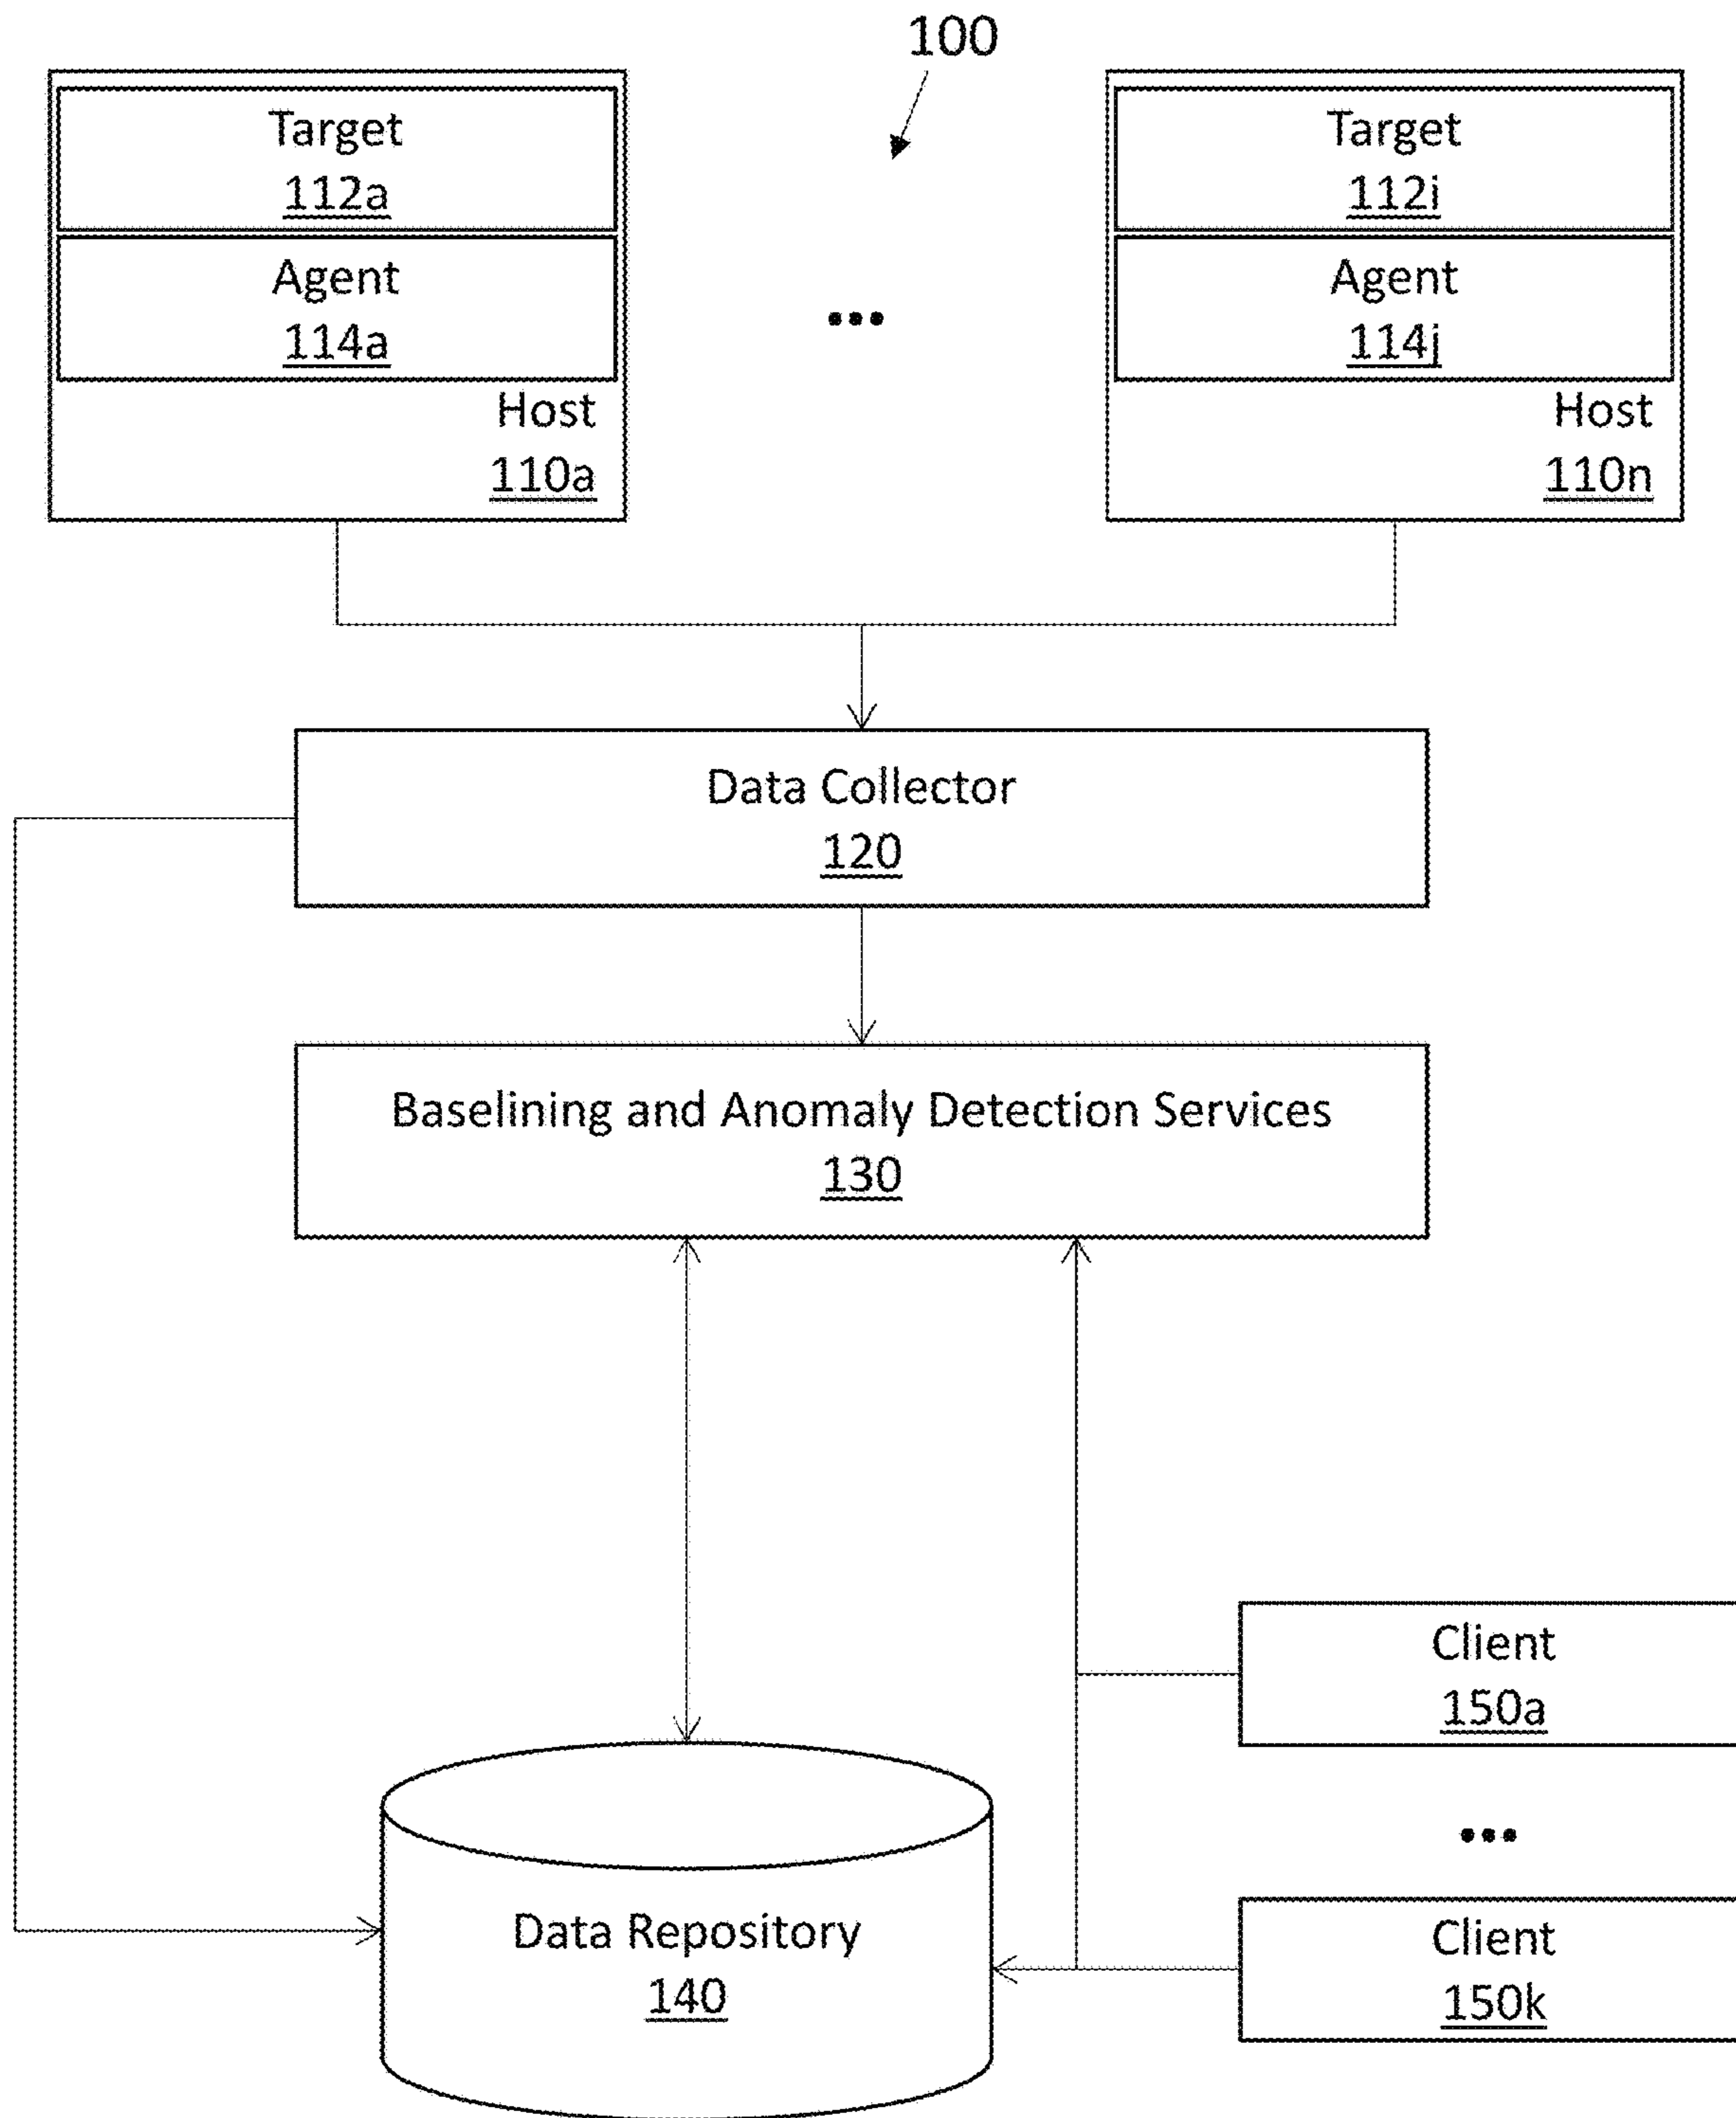 100
Target
112a
Agent
114a
Host
110a
...
Target
112i
Agent
114j
Host
110n
Data Collector
120
Baselining and Anomaly Detection Services
130
Client
150a
...
Client
150k
Data Repository
140